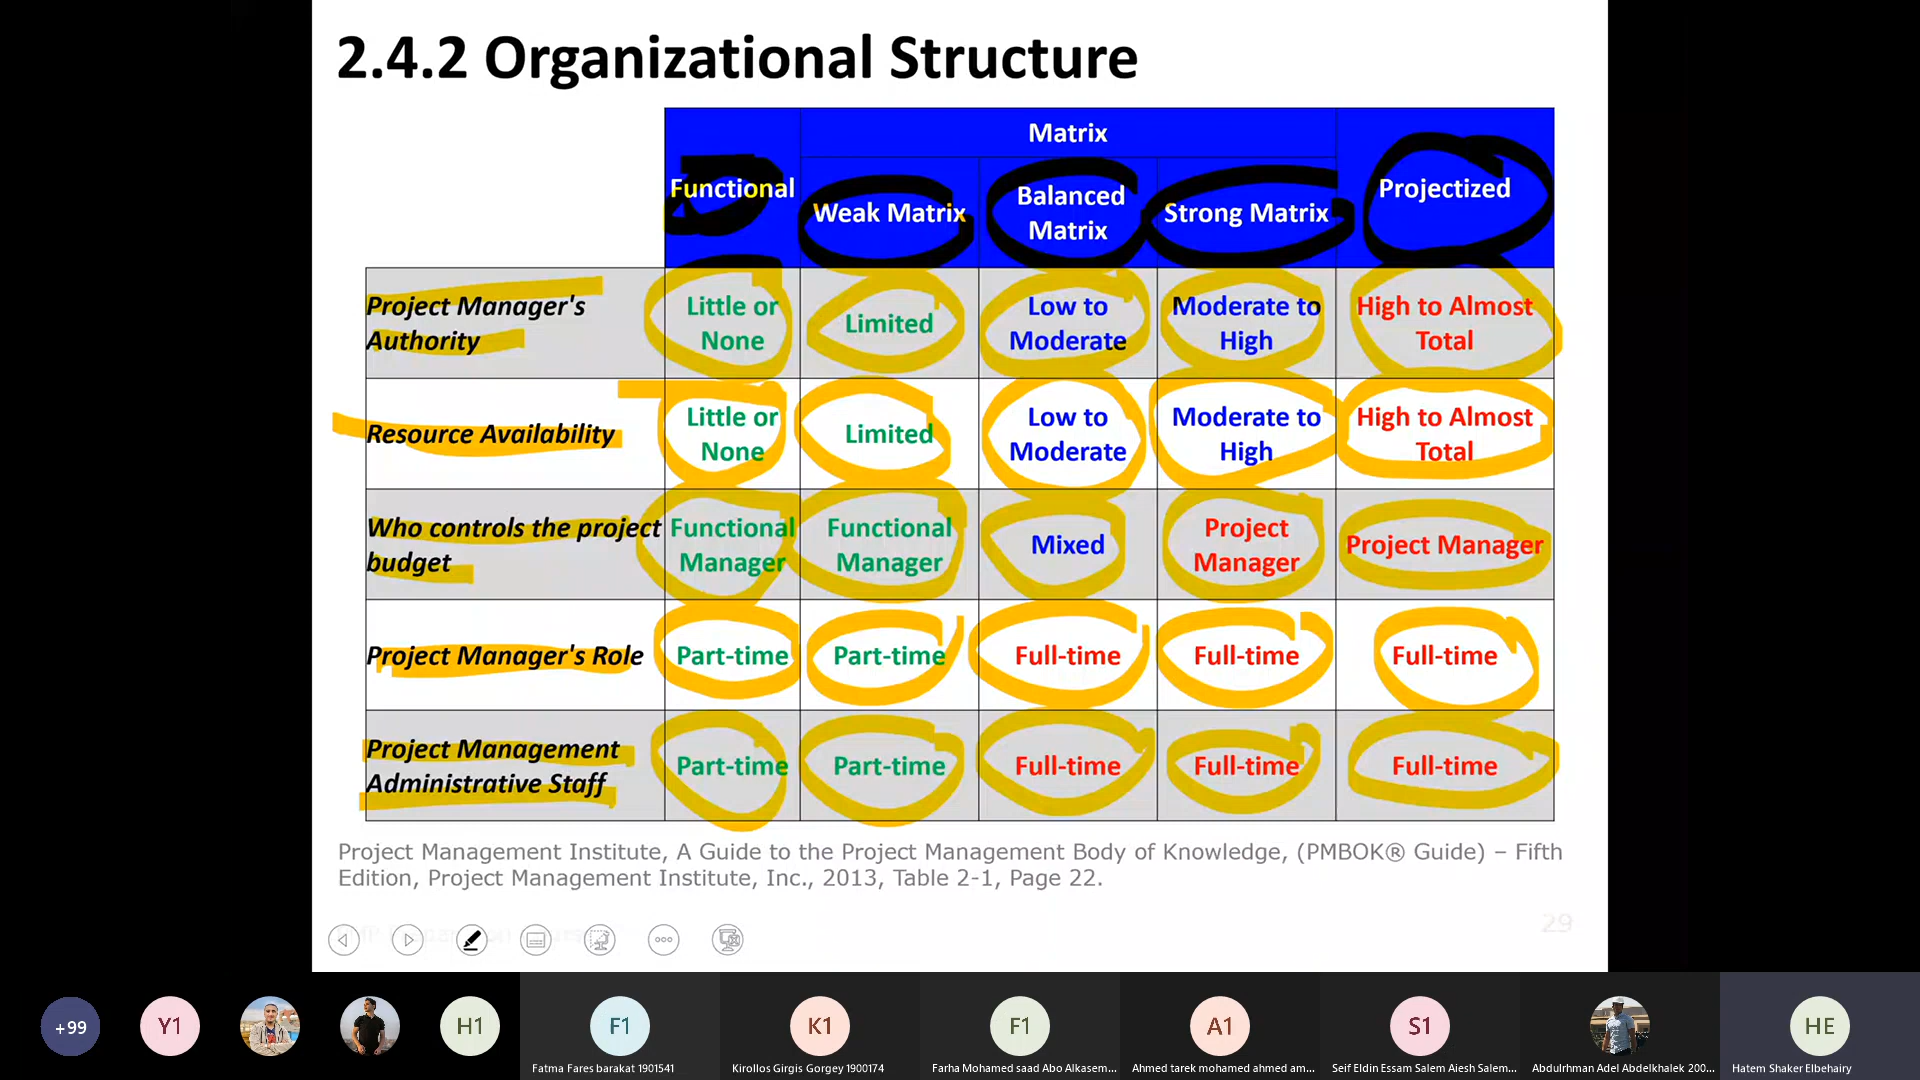 2.4.2 Organizational Structure
Matrix
Functional
Projectized
Balanced
Weak Matrix
Strong Matrix
Matrix
Project Manager's
Authority
Little or
None
Limited
Low to
Moderate
Moderate to
High
High to Almost
Total
Resource Availability
Little or
None
Limited
Low to
Moderate
Moderate to
High
High to Almost
Total
Who controls the project
budget
Functional
Manager
Functional
Manager
Mixed
Project
Manager
Project Manager
Project Manager's Role
Part-time
Part-time
Full-time
Full-time
Full-time
Project Management
Administrative Staff
Part-time
Part-time
Full-time
Full-time
Full-time
Project Management Institute, A Guide to the Project Management Body of Knowledge, (PMBOK® Guide) – Fifth
Edition, Project Management Institute, Inc., 2013, Table 2-1, Page 22.
29
+99
Y1
H1
F1
K1
F1
A1
S1
HE
Fatma Fares barakat 1901541
Kirollos Girgis Gorgey 1900174
Farha Mohamed saad Abo Alkasem...
Ahmed tarek mohamed ahmed am...
Seif Eldin Essam Salem Aiesh Salem...
Abdulrhman Adel Abdelkhalek 200...
Hatem Shaker Elbehairy